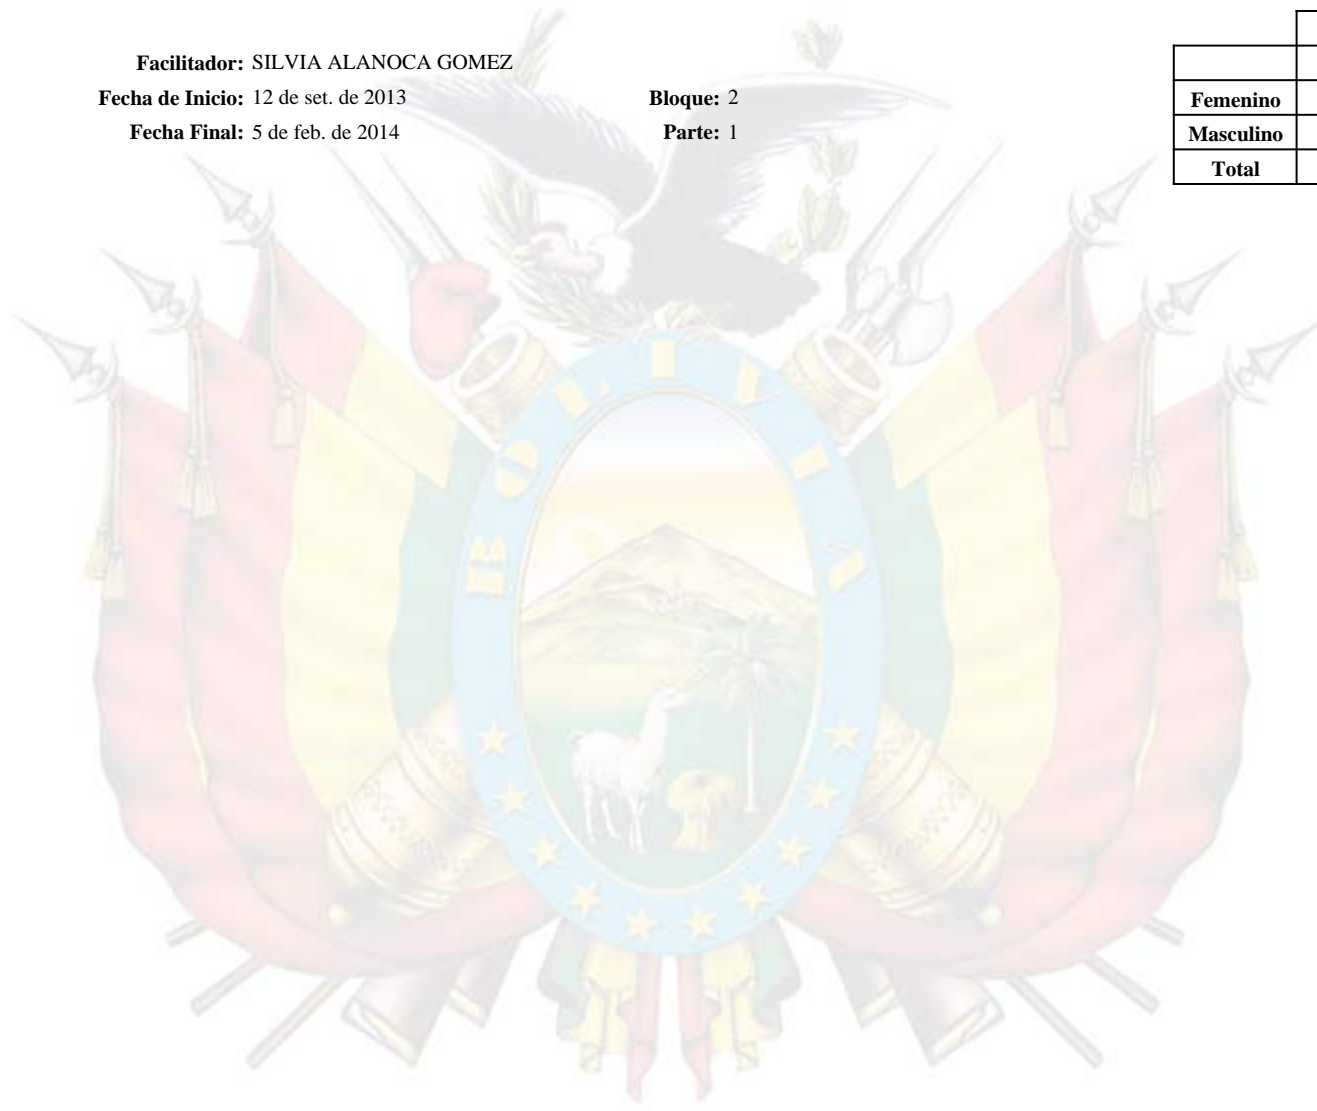 Facilitador: SILVIA ALANOCA GOMEZ
Fecha de Inicio: 12 de set. de 2013 Bloque: 2
Fecha Final: 5 de feb. de 2014 Parte: 1
Femenino
Masculino
Total
BOLIVIA